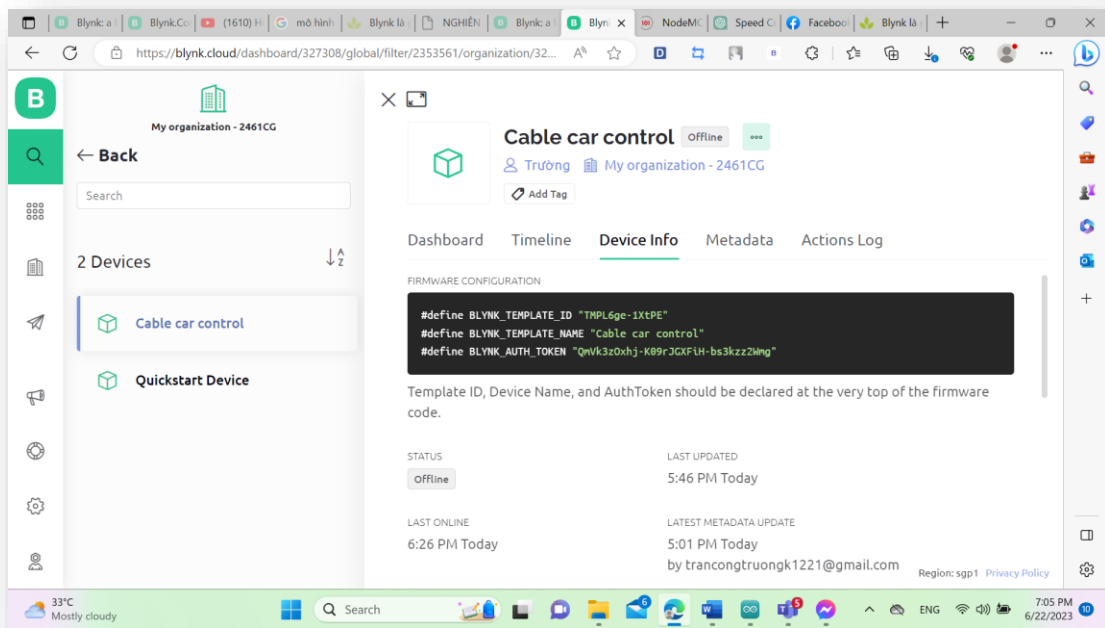 Blynk: a
Blynk.Co
(1610) H
mô hình
Blynk là
NGHIÊN
Blynk: a
Blyn
NodeMC
Speed C
Faceboo
Blynk là
https://blynk.cloud/dashboard/327308/global/filter/2353561/organization/32...
B
My organization - 2461CG
← Back
Search
2 Devices
Cable car control
Quickstart Device
Cable car control Offline
Trường My organization - 2461CG
Add Tag
Dashboard Timeline Device Info Metadata Actions Log
FIRMWARE CONFIGURATION
#define BLYNK_TEMPLATE_ID "TMPL6ge-1XtPE"
#define BLYNK_TEMPLATE_NAME "Cable car control"
#define BLYNK_AUTH_TOKEN "QmVk3zOxhj-K09rJGXFiH-bs3kzz2Wmg"
Template ID, Device Name, and AuthToken should be declared at the very top of the firmware
code.
STATUS LAST UPDATED
Offline 5:46 PM Today
LAST ONLINE LATEST METADATA UPDATE
6:26 PM Today 5:01 PM Today
by trancongtruongk1221@gmail.com
Region: sgp1 Privacy Policy
33°C
Mostly cloudy
Search
6
5
ENG
7:05 PM
6/22/2023
10